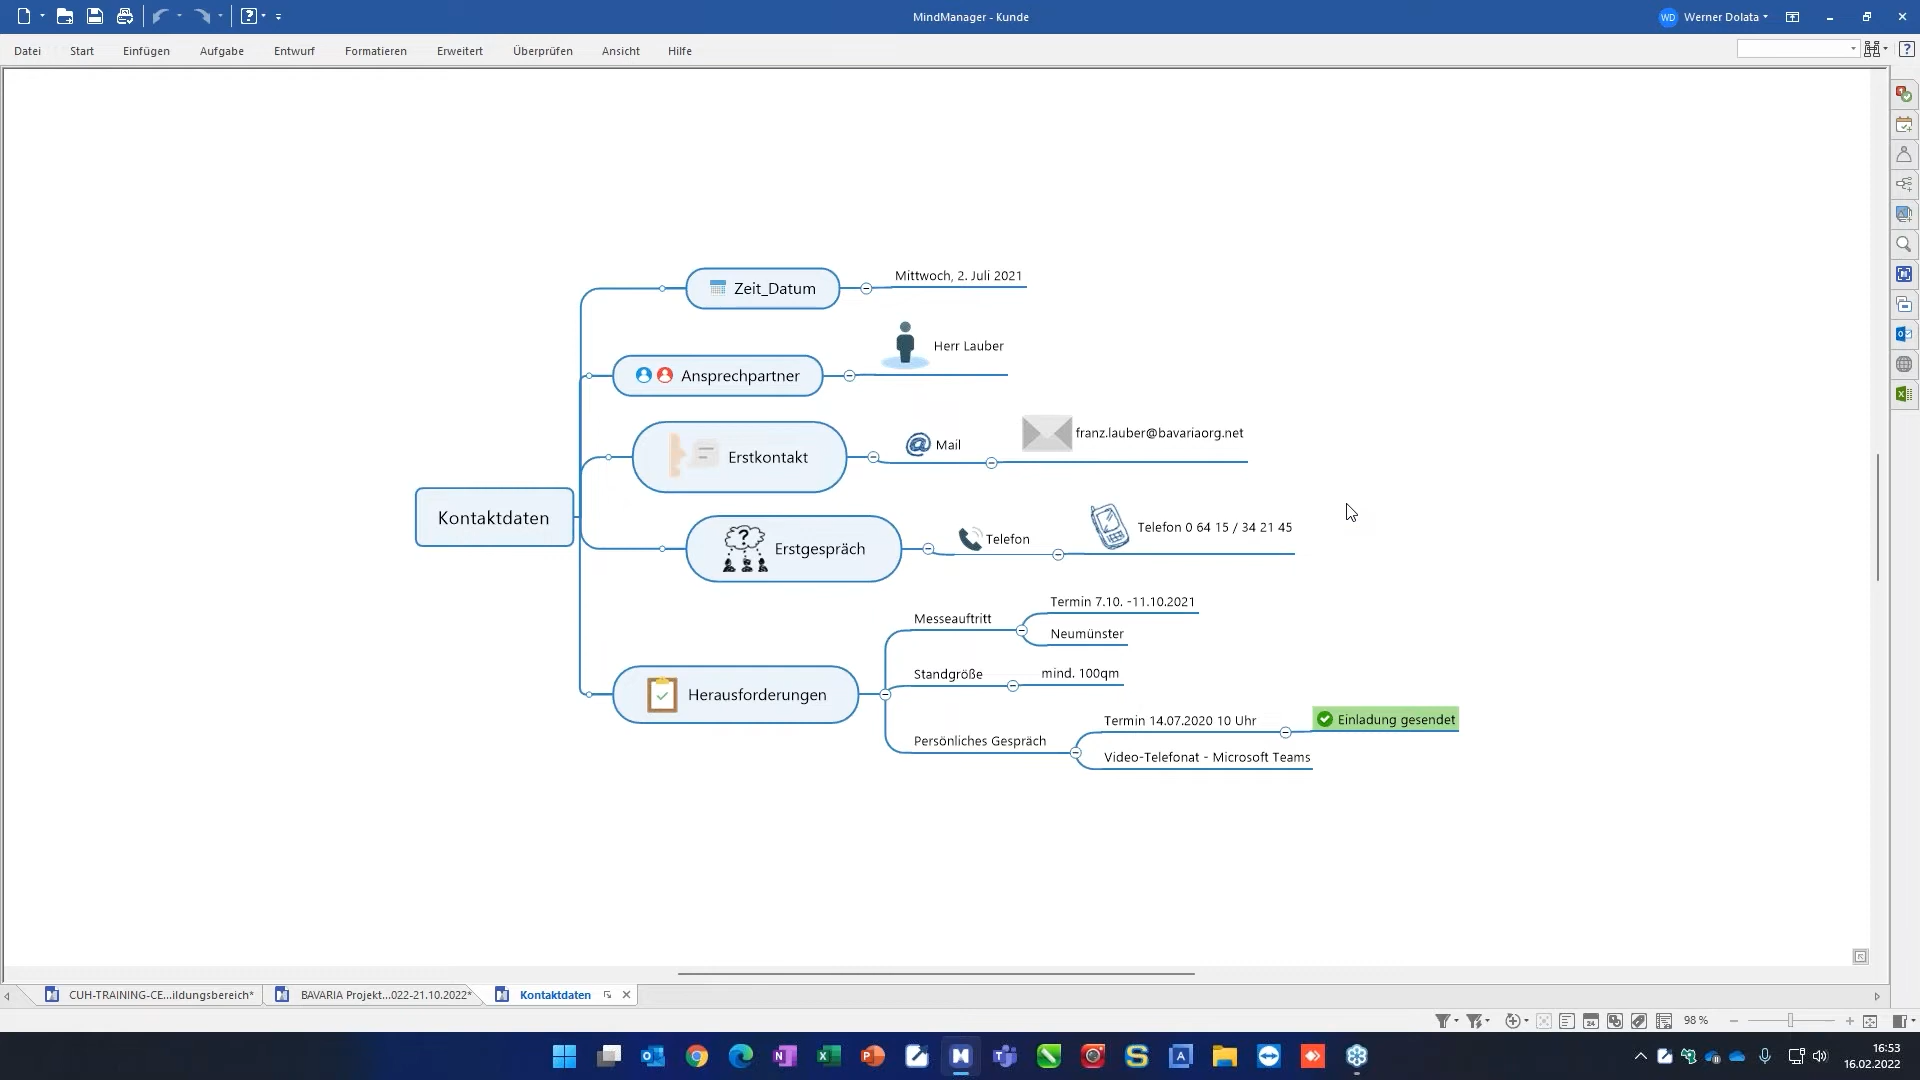 MindManager - Kunde
WD Werner Dolata
Datei Start Einfügen Aufgabe Entwurf Formatieren Erweitert Überprüfen Ansicht Hilfe
Zeit_Datum
Mittwoch, 2. Juli 2021
Ansprechpartner
Herr Lauber
Erstkontakt
@ Mail
franz.lauber@bavariaorg.net
Kontaktdaten
Erstgespräch
Telefon
Telefon 0 64 15 / 34 21 45
Herausforderungen
Messeauftritt
Termin 7.10. -11.10.2021
Neumünster
Standgröße
mind. 100qm
Persönliches Gespräch
Termin 14.07.2020 10 Uhr
Einladung gesendet
Video-Telefonat - Microsoft Teams
CUH-TRAINING-CE...ildungsbereich*
BAVARIA Projekt...022-21.10.2022*
Kontaktdaten
98 %
16:53
16.02.2022